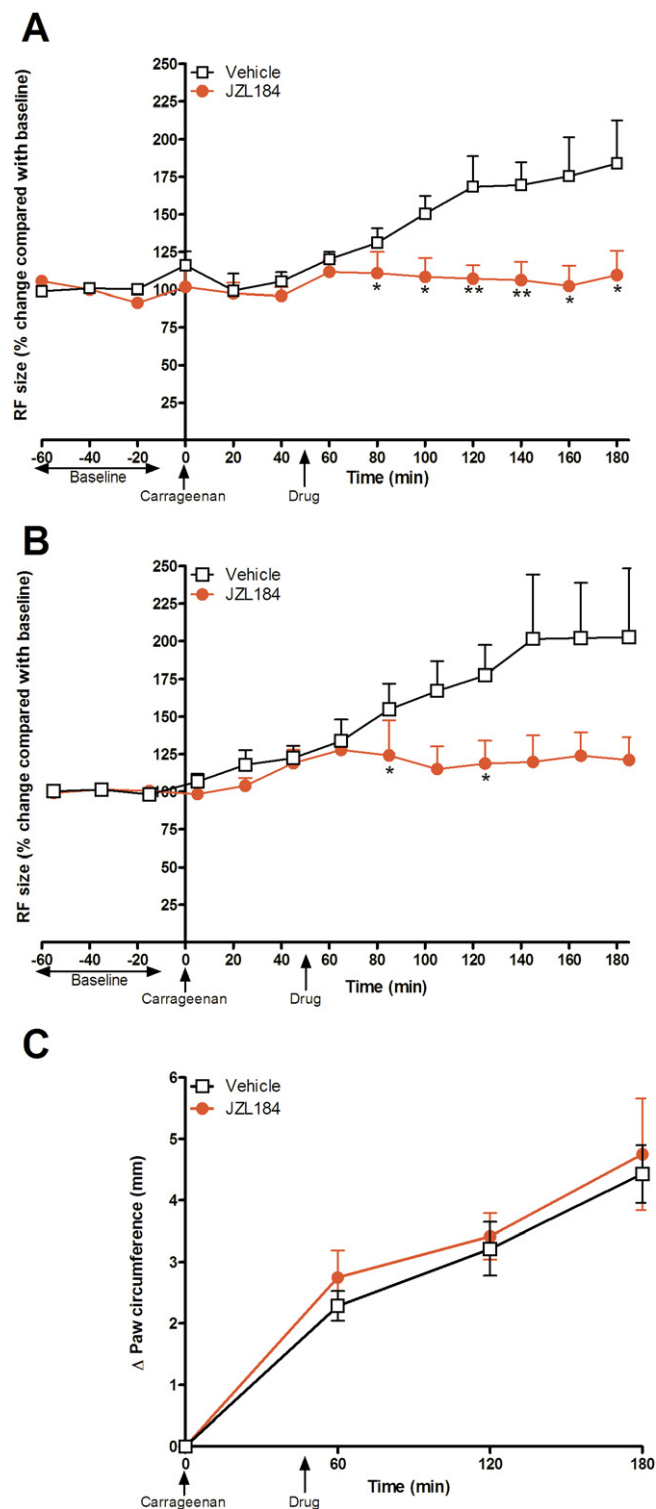 A
RF size (% change compared with baseline)
250
225
200
175
150
125
100
75
50
25
Vehicle
JZL184
* * ** ** * *
-60 -40 -20 0 20 40 60 80 100 120 140 160 180
Baseline
Carrageenan
Drug
Time (min)
B
RF size (% change compared with baseline)
250
225
200
175
150
125
100
75
50
25
Vehicle
JZL184
* *
-60 -40 -20 0 20 40 60 80 100 120 140 160 180
Baseline
Carrageenan
Drug
Time (min)
C
Δ Paw circumference (mm)
6
5
4
3
2
1
0
Vehicle
JZL184
0 60 120 180
Carrageenan
Drug
Time (min)